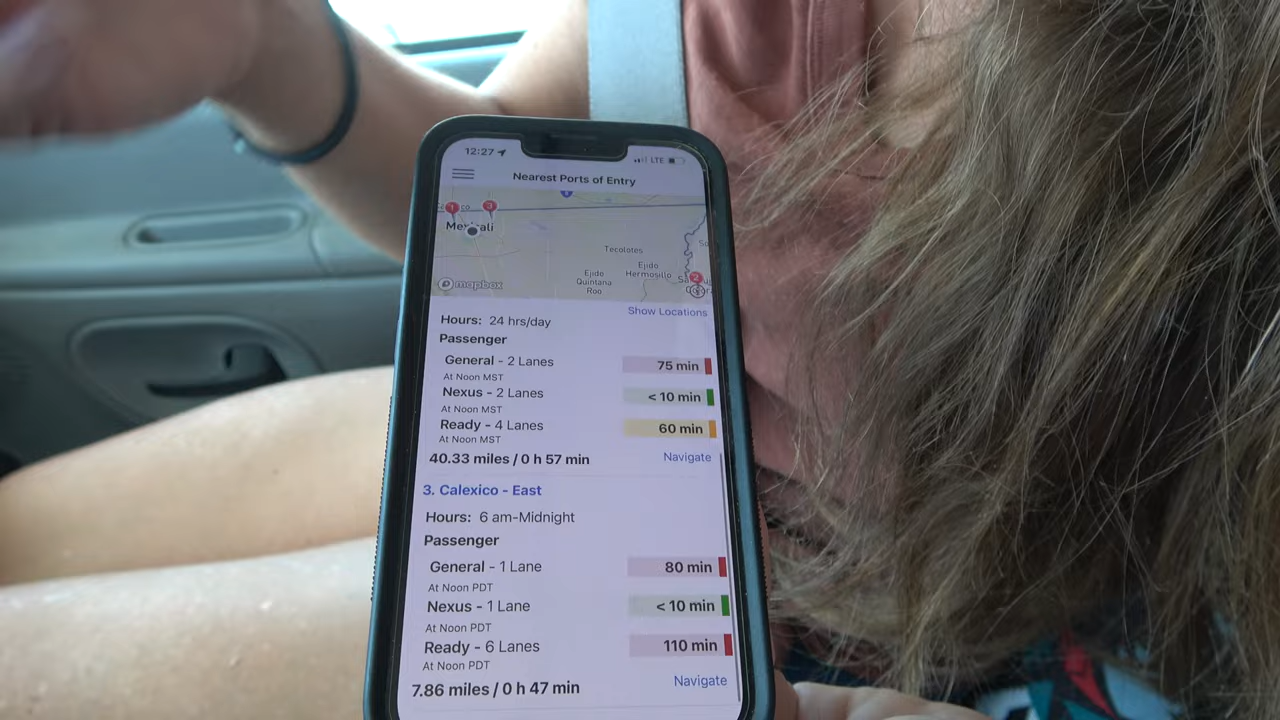 12:27
LTE
Nearest Ports of Entry
1
3
Mexicali
Tecolotes
Ejido
Hermosillo
Ejido
Quintana
Roo
2
mapbox
Show Locations
Hours: 24 hrs/day
Passenger
General - 2 Lanes 75 min
At Noon MST
Nexus - 2 Lanes < 10 min
At Noon MST
Ready - 4 Lanes 60 min
At Noon MST
40.33 miles / 0 h 57 min Navigate
3. Calexico - East
Hours: 6 am-Midnight
Passenger
General - 1 Lane 80 min
At Noon PDT
Nexus - 1 Lane < 10 min
At Noon PDT
Ready - 6 Lanes 110 min
At Noon PDT
7.86 miles / 0 h 47 min Navigate